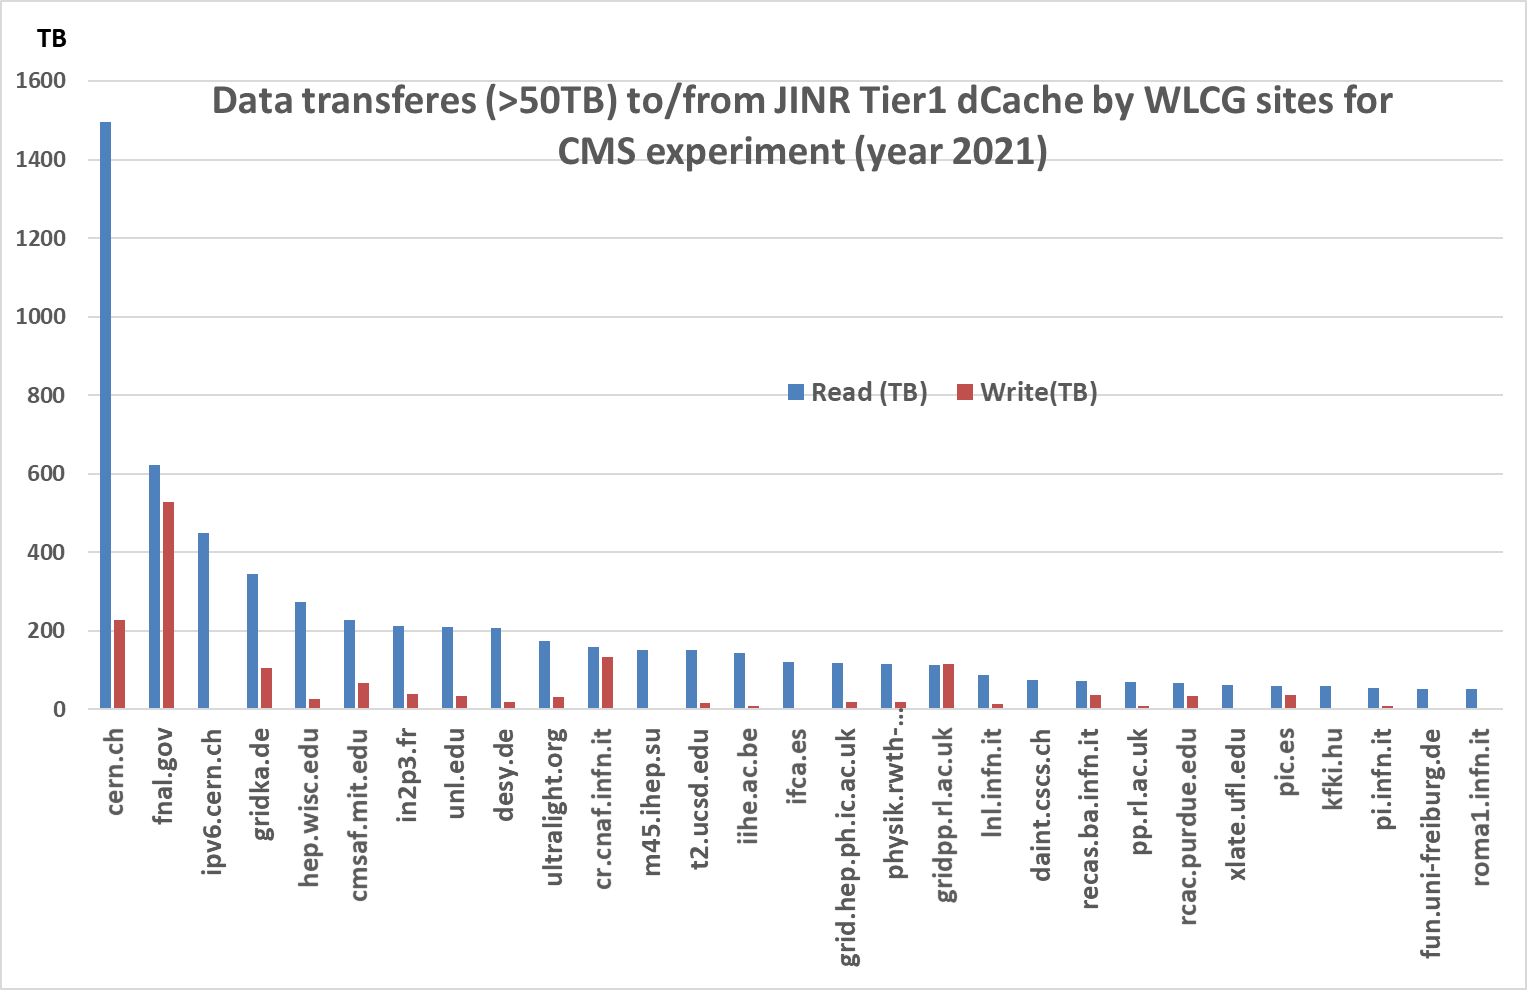 TB
Data transferes (>50TB) to/from JINR Tier1 dCache by WLCG sites for
CMS experiment (year 2021)
1600
1400
1200
1000
800
600
400
200
0
Read (TB)
Write(TB)
cern.ch
fnal.gov
ipv6.cern.ch
gridka.de
hep.wisc.edu
cmsaf.mit.edu
in2p3.fr
unl.edu
desy.de
ultralight.org
cr.cnaf.infn.it
m45.ihep.su
t2.ucsd.edu
iihe.ac.be
ifca.es
grid.hep.ph.ic.ac.uk
physik.rwth-...
gridpp.rl.ac.uk
lnl.infn.it
daint.cscs.ch
recas.ba.infn.it
pp.rl.ac.uk
rcac.purdue.edu
xlate.ufl.edu
pic.es
kfki.hu
pi.infn.it
fun.uni-freiburg.de
roma1.infn.it